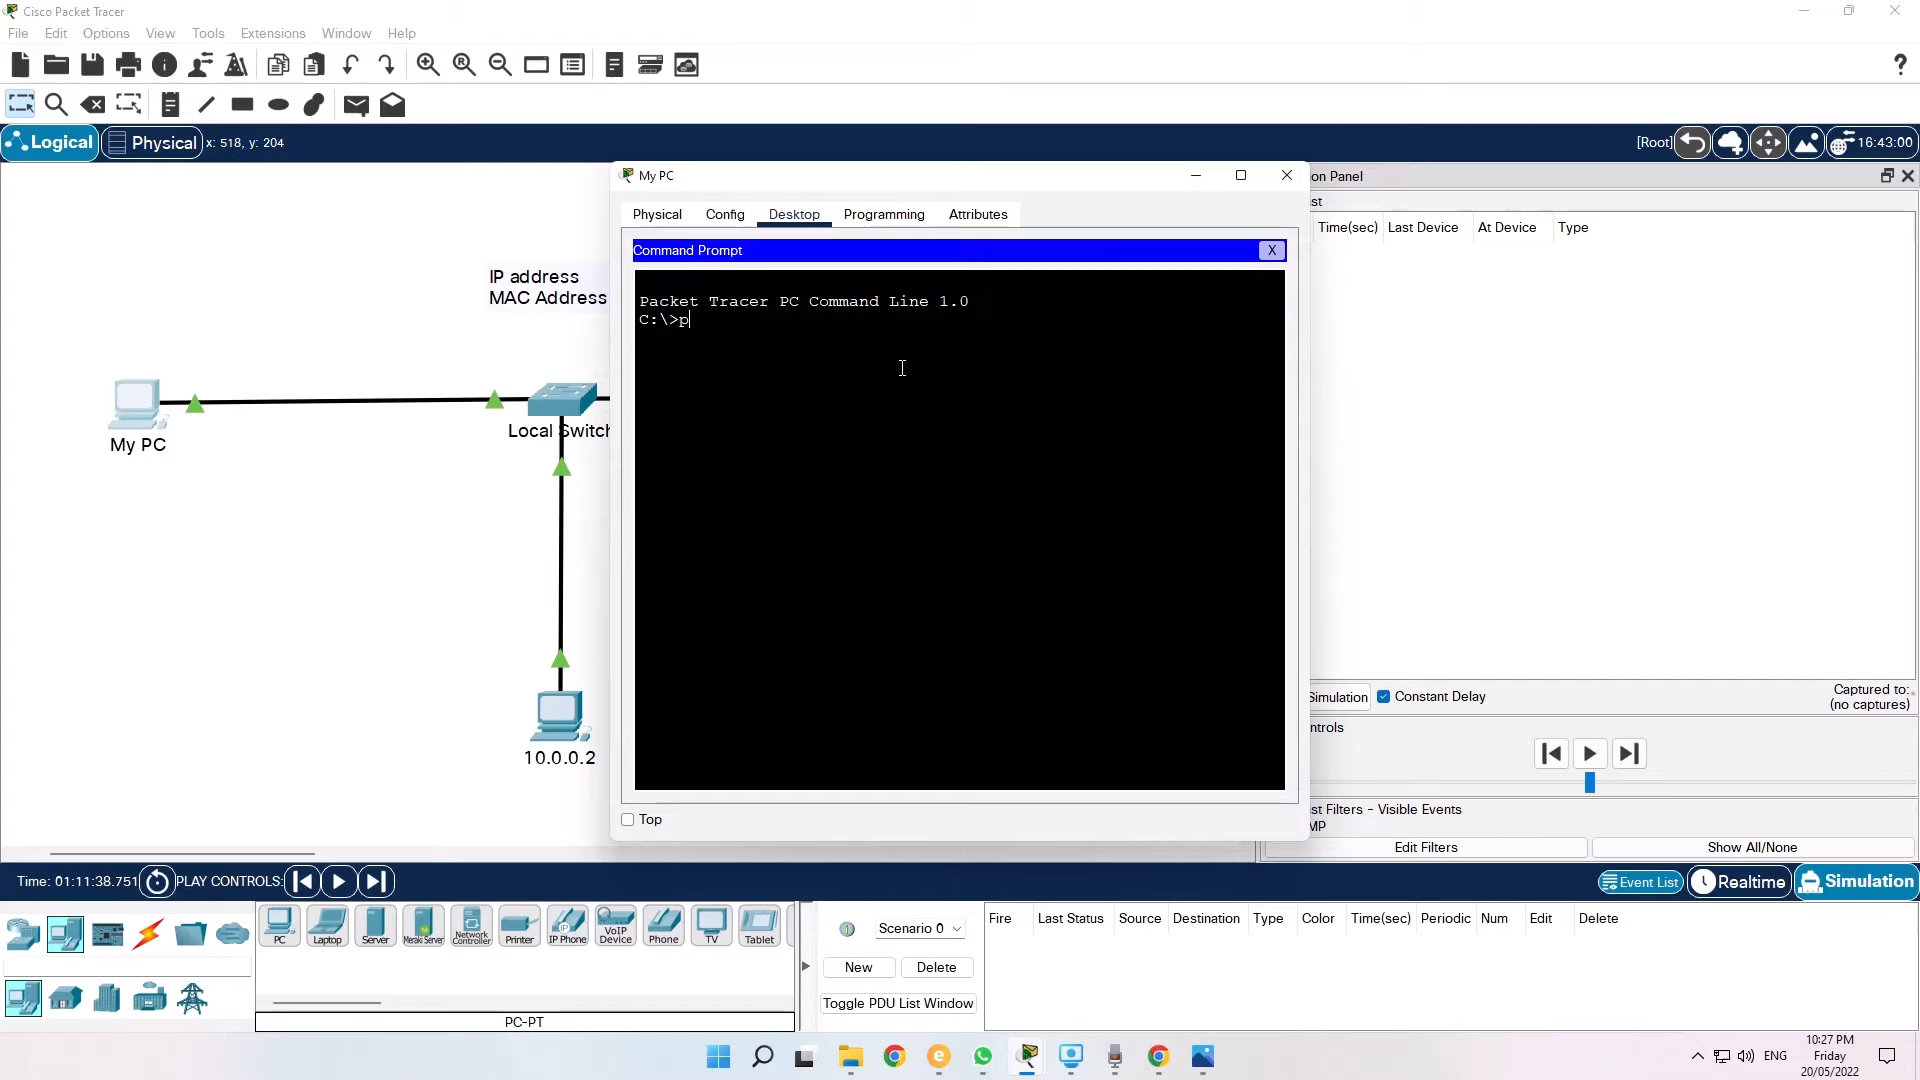 Cisco Packet Tracer
File Edit Options View Tools Extensions Window Help
Logical Physical x: 518, y: 204 [Root] 16:43:00
My PC
Physical Config Desktop Programming Attributes
Command Prompt X
Packet Tracer PC Command Line 1.0
C:\>p
Top
IP address
MAC Address
My PC
Local Switch
10.0.0.2
on Panel
st
Time(sec) Last Device At Device Type
Simulation Constant Delay Captured to:
(no captures)
ntrols
st Filters - Visible Events
MP
Edit Filters Show All/None
Time: 01:11:38.751 PLAY CONTROLS: Event List Realtime Simulation
PC Laptop Server Meraki Server Network Controller Printer IP Phone VoIP Device Phone TV Tablet
PC-PT
Scenario 0
New Delete
Toggle PDU List Window
Fire Last Status Source Destination Type Color Time(sec) Periodic Num Edit Delete
ENG
10:27 PM
Friday
20/05/2022